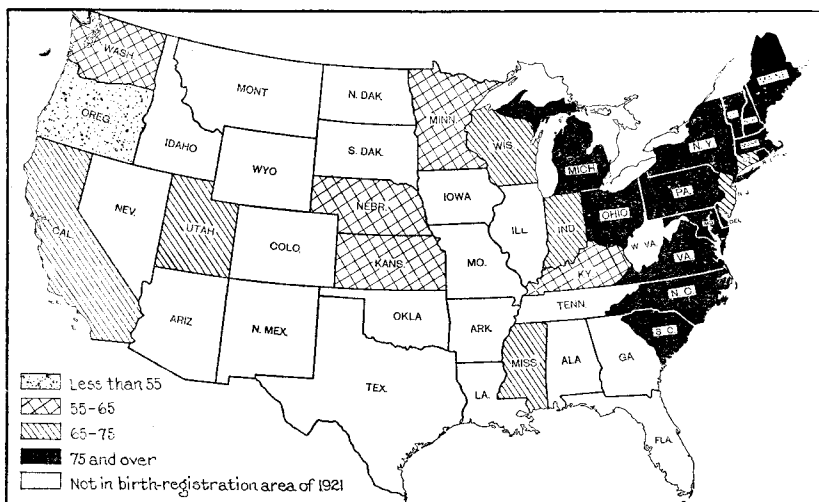 WASH
MONT
N. DAK.
MINN.
OREG.
IDAHO
S. DAK.
WIS.
MICH
N.Y.
WYO
IOWA
NEBR.
PA.
N.J.
NEV.
UTAH
ILL
IND.
OHIO
DEL.
CAL.
COLO.
KANS.
MO.
W. VA.
VA.
KY.
N.C.
TENN
ARIZ
N. MEX.
OKLA
ARK.
S.C.
MISS
ALA
GA.
TEX.
LA.
FLA.
Less than 55
55-65
65-75
75 and over
Not in birth-registration area of 1921